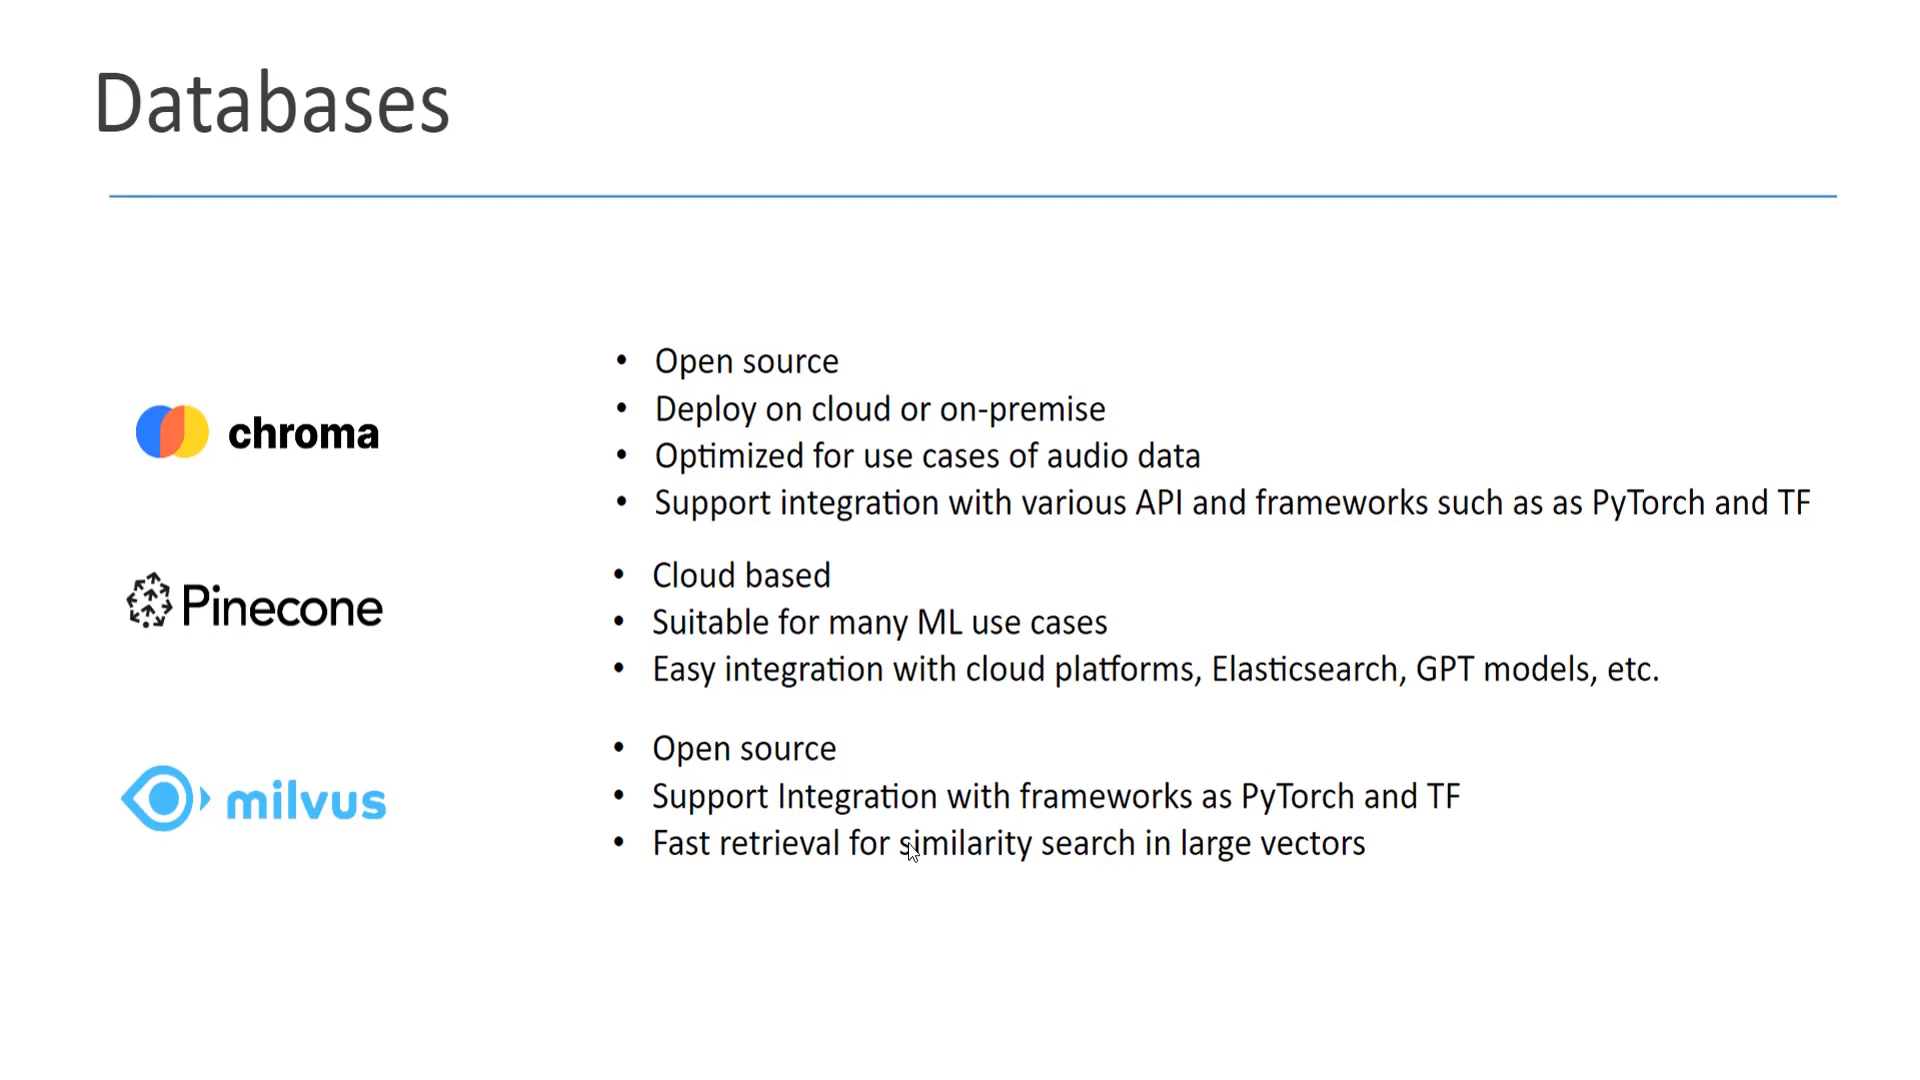 Databases
chroma
• Open source
• Deploy on cloud or on-premise
• Optimized for use cases of audio data
• Support integration with various API and frameworks such as as PyTorch and TF
Pinecone
• Cloud based
• Suitable for many ML use cases
• Easy integration with cloud platforms, Elasticsearch, GPT models, etc.
milvus
• Open source
• Support Integration with frameworks as PyTorch and TF
• Fast retrieval for similarity search in large vectors